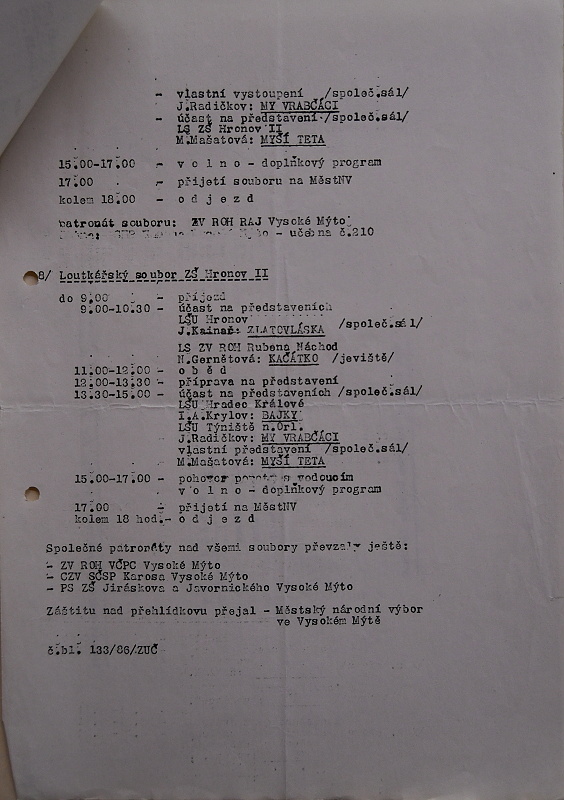 - vlastní vystoupení /společ.sál/
J.Radičkov: MY VRABČÁCI
- účast na představení /společ.sál/
LS ZŠ Hronov II
M.Mašatová: MYŠÍ TETA
15.00-17.00 - v o l n o - doplňkový program
17.00 - přijetí souboru na MěstNV
kolem 18.00 - o d j e z d
patronát souboru: ZV ROH RAJ Vysoké Mýto
- učebna č.210
8/ Loutkářský soubor ZŠ Hronov II
do 9.00 - příjezd
9.00-10.30 - účast na představeních
LŠU Hronov
J.Kainar: ZLATOVLÁSKA /společ.sál/
LS ZV ROH Rubena Náchod
N.Gernětová: KAČÁTKO /jeviště/
11.00-12.00 - o b ě d
12.00-13.30 - příprava na představení
13.30-15.00 - účast na představeních /společ.sál/
LŠU Hradec Králové
I.A.Krylov: BAJKY
LŠU Týniště n.Orl.
J.Radičkov: MY VRABČÁCI
vlastní představení /společ.sál/
M.Mašatová: MYŠÍ TETA
15.00-17.00 - pohovor s vedoucím
v o l n o - doplňkový program
17.00 - přijetí na MěstNV
kolem 18 hod.- o d j e z d
Společné patronáty nad všemi soubory převzaly ještě:
- ZV ROH VČPC Vysoké Mýto
- CZV SČSP Karosa Vysoké Mýto
- PS ZŠ Jiráskova a Javornického Vysoké Mýto
Záštitu nad přehlídkovu přejal - Městský národní výbor
ve Vysokém Mýtě
č.bl. 133/86/ZUČ